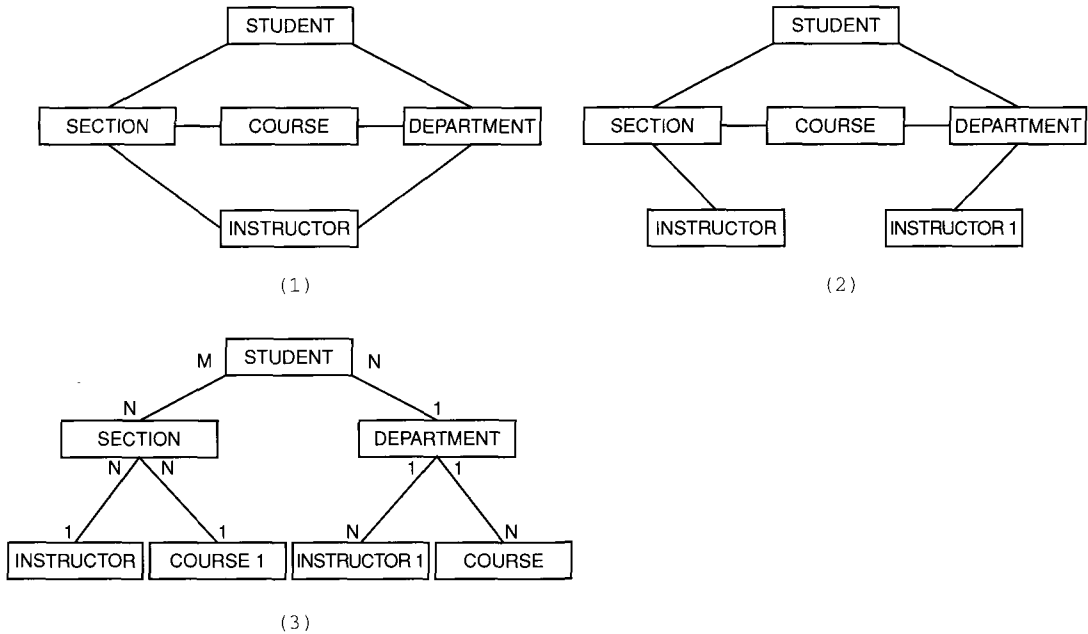 STUDENT
SECTION COURSE DEPARTMENT
INSTRUCTOR
(1)
STUDENT
SECTION COURSE DEPARTMENT
INSTRUCTOR INSTRUCTOR 1
(2)
M STUDENT N
N 1
SECTION DEPARTMENT
N N 1 1
1 1 N N
INSTRUCTOR COURSE 1 INSTRUCTOR 1 COURSE
(3)